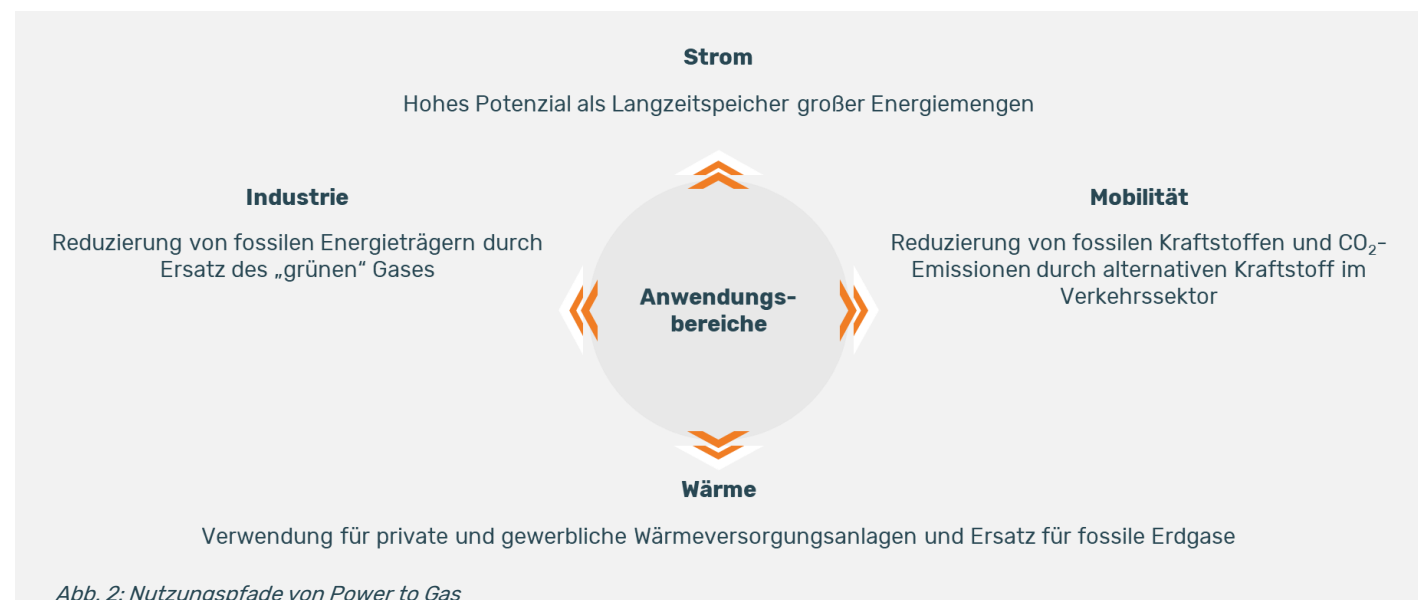 Strom
Hohes Potenzial als Langzeitspeicher großer Energiemengen
Industrie
Reduzierung von fossilen Energieträgern durch
Ersatz des „grünen“ Gases
Mobilität
Reduzierung von fossilen Kraftstoffen und CO₂-
Emissionen durch alternativen Kraftstoff im
Verkehrssektor
Anwendungs-
bereiche
Wärme
Verwendung für private und gewerbliche Wärmeversorgungsanlagen und Ersatz für fossile Erdgase
Abb. 2: Nutzungspfade von Power to Gas